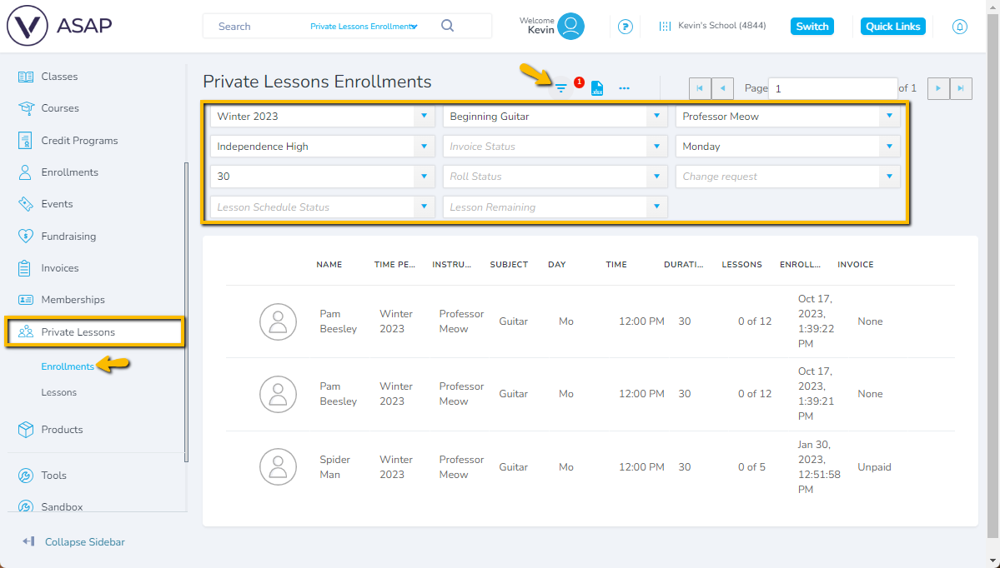 ASAP
Search
Private Lessons Enrollments
Welcome
Kevin
?
Kevin's School (4844)
Switch
Quick Links
Classes
Courses
Credit Programs
Enrollments
Events
Fundraising
Invoices
Memberships
Private Lessons
Enrollments
Lessons
Products
Tools
Sandbox
Collapse Sidebar
Private Lessons Enrollments
1
xlsx
Page 1 of 1
Winter 2023 Beginning Guitar Professor Meow
Independence High Invoice Status Monday
30 Roll Status Change request
Lesson Schedule Status Lesson Remaining
NAME TIME PE... INSTRU... SUBJECT DAY TIME DURATI... LESSONS ENROLL... INVOICE
Pam Beesley Winter 2023 Professor Meow Guitar Mo 12:00 PM 30 0 of 12 Oct 17, 2023, 1:39:22 PM None
Pam Beesley Winter 2023 Professor Meow Guitar Mo 12:00 PM 30 0 of 12 Oct 17, 2023, 1:39:21 PM None
Spider Man Winter 2023 Professor Meow Guitar Mo 12:00 PM 30 0 of 5 Jan 30, 2023, 12:51:58 PM Unpaid